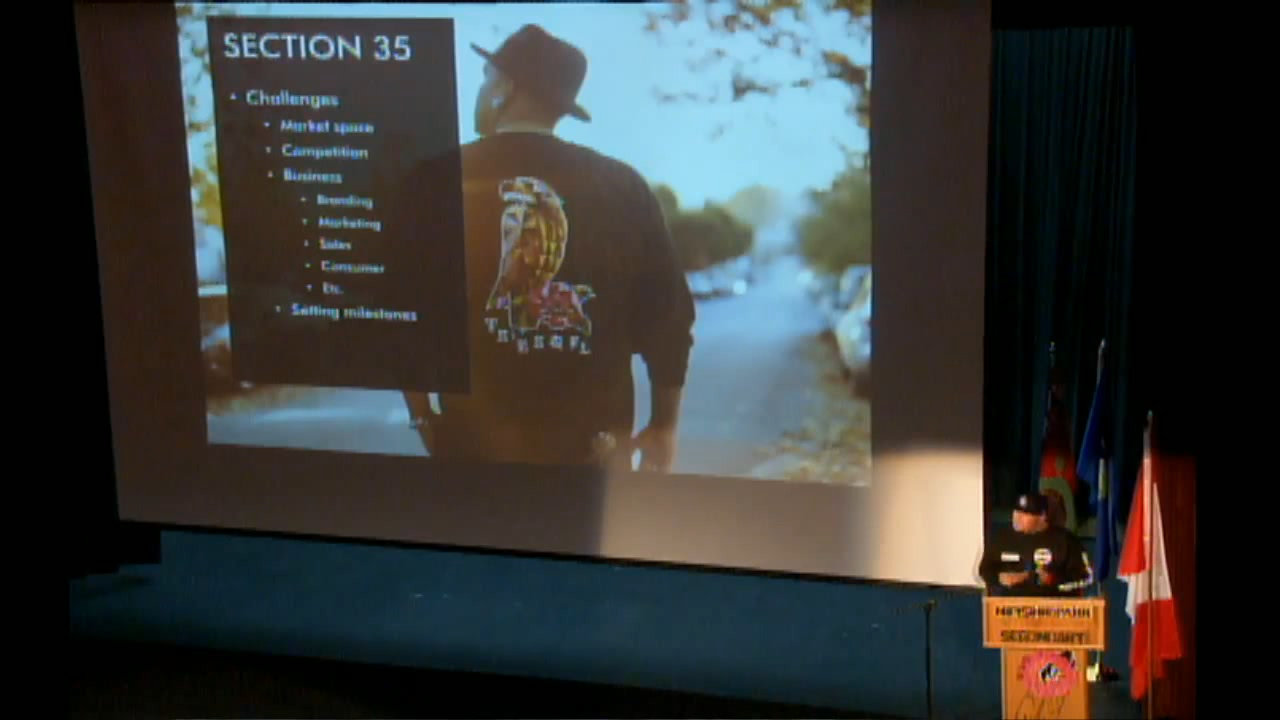 SECTION 35
• Challenges
• Market space
• Competition
• Business
• Branding
• Marketing
• Sales
• Consumer
• Etc.
• Setting milestones
SECONDARY